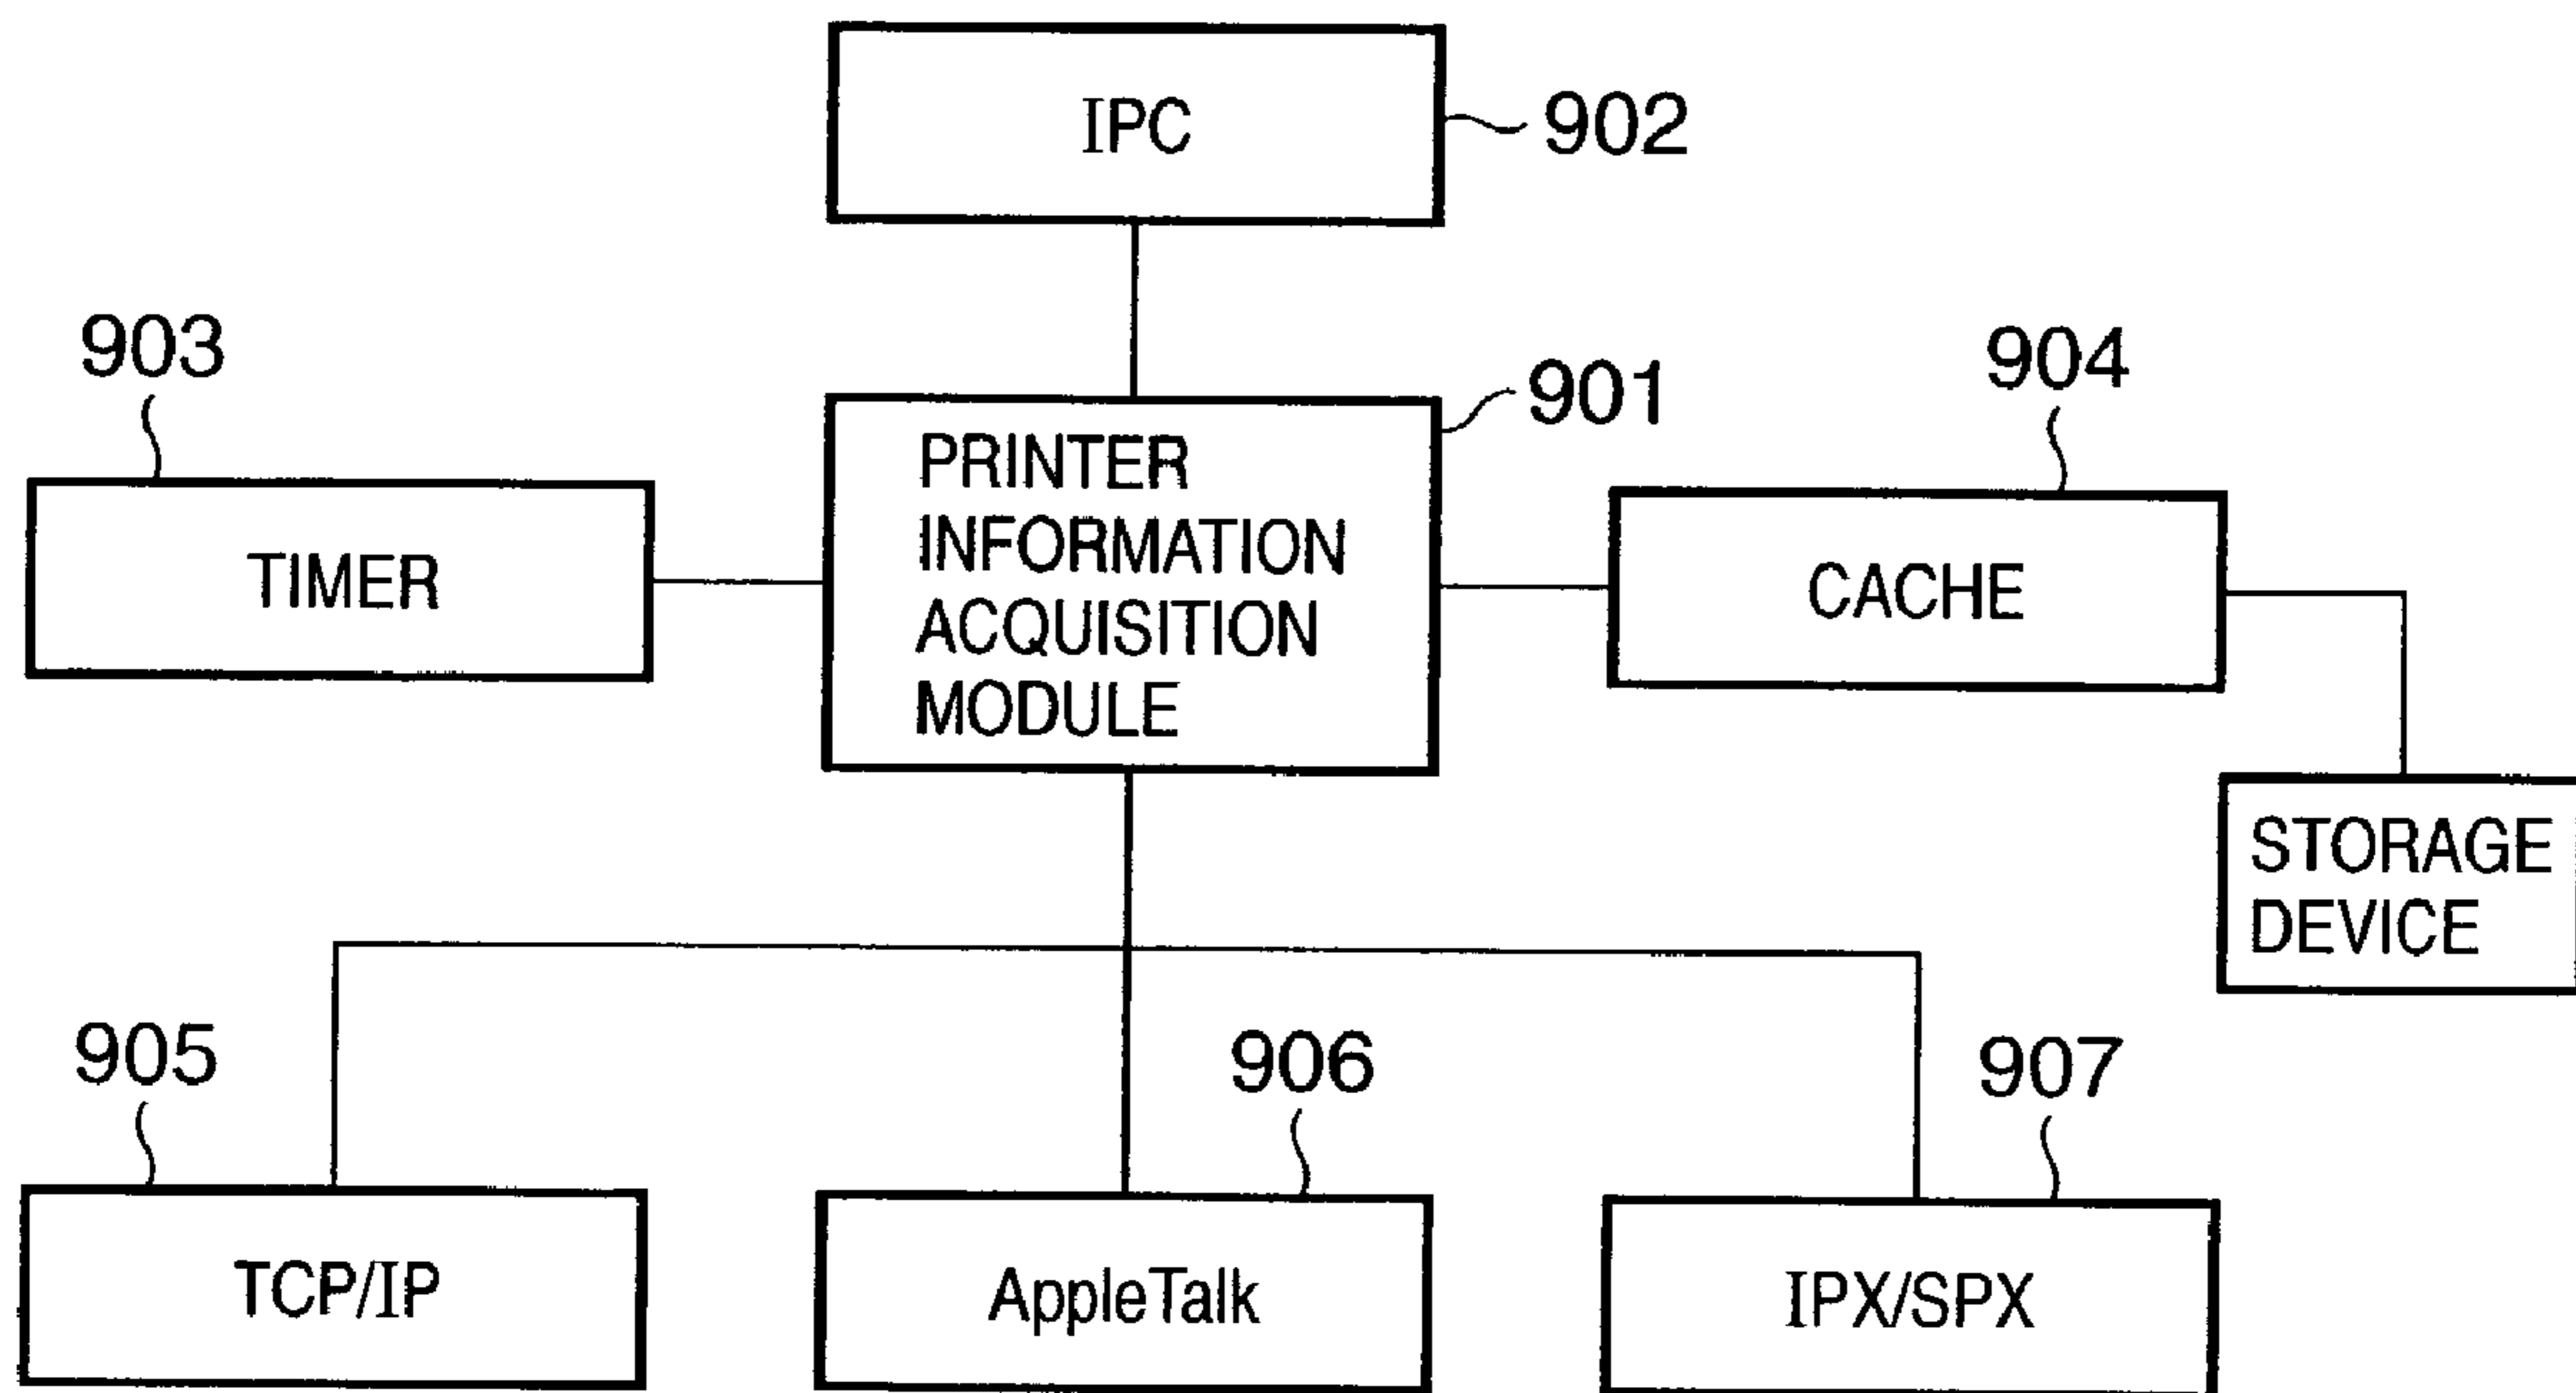 IPC
902
903
901
904
PRINTER
INFORMATION
ACQUISITION
MODULE
TIMER
CACHE
STORAGE
DEVICE
905
906
907
TCP/IP
AppleTalk
IPX/SPX